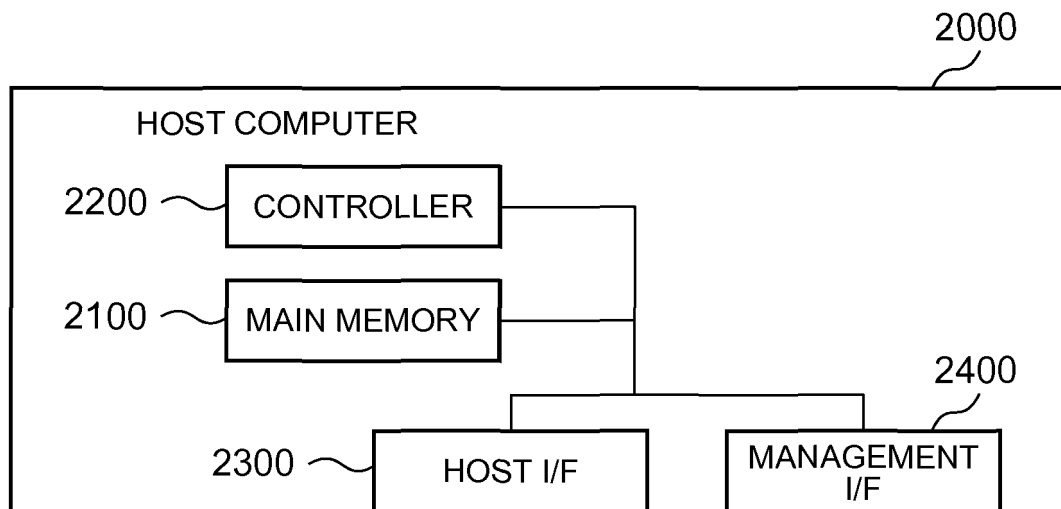 2000
HOST COMPUTER
2200
CONTROLLER
2100
MAIN MEMORY
2400
2300
HOST I/F
MANAGEMENT
I/F